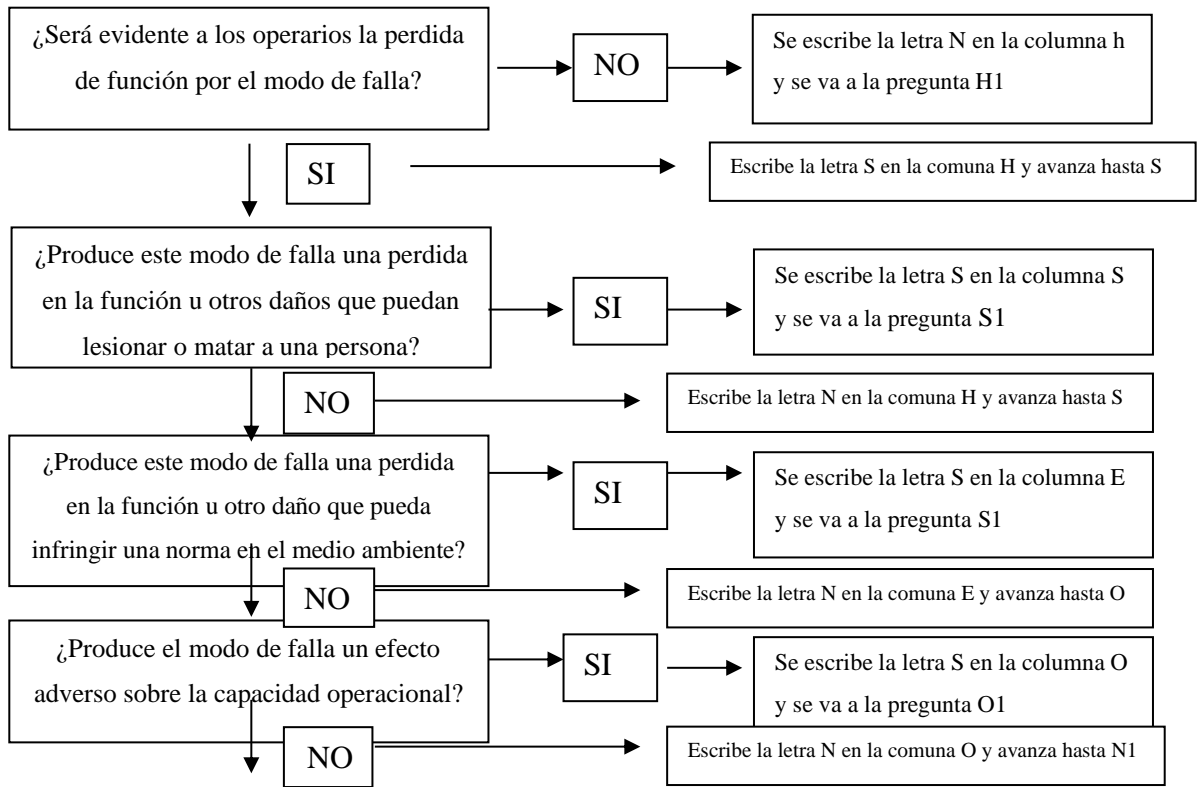 ¿Será evidente a los operarios la perdida
de función por el modo de falla?
NO
Se escribe la letra N en la columna h
y se va a la pregunta H1
SI
Escribe la letra S en la comuna H y avanza hasta S
¿Produce este modo de falla una perdida
en la función u otros daños que puedan
lesionar o matar a una persona?
SI
Se escribe la letra S en la columna S
y se va a la pregunta S1
NO
Escribe la letra N en la comuna H y avanza hasta S
¿Produce este modo de falla una perdida
en la función u otro daño que pueda
infringir una norma en el medio ambiente?
SI
Se escribe la letra S en la columna E
y se va a la pregunta S1
NO
Escribe la letra N en la comuna E y avanza hasta O
¿Produce el modo de falla un efecto
adverso sobre la capacidad operacional?
SI
Se escribe la letra S en la columna O
y se va a la pregunta O1
NO
Escribe la letra N en la comuna O y avanza hasta N1